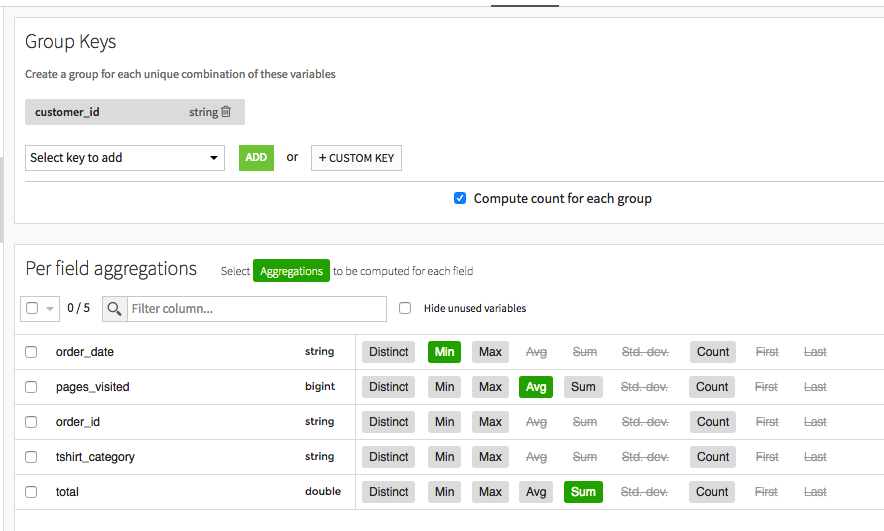 Group Keys
Create a group for each unique combination of these variables
customer_id string
Select key to add ADD or + CUSTOM KEY
Compute count for each group
Per field aggregations Select Aggregations to be computed for each field
0 / 5 Filter column... Hide unused variables
order_date string Distinct Min Max Avg Sum Std. dev. Count First Last
pages_visited bigint Distinct Min Max Avg Sum Std. dev. Count First Last
order_id string Distinct Min Max Avg Sum Std. dev. Count First Last
tshirt_category string Distinct Min Max Avg Sum Std. dev. Count First Last
total double Distinct Min Max Avg Sum Std. dev. Count First Last